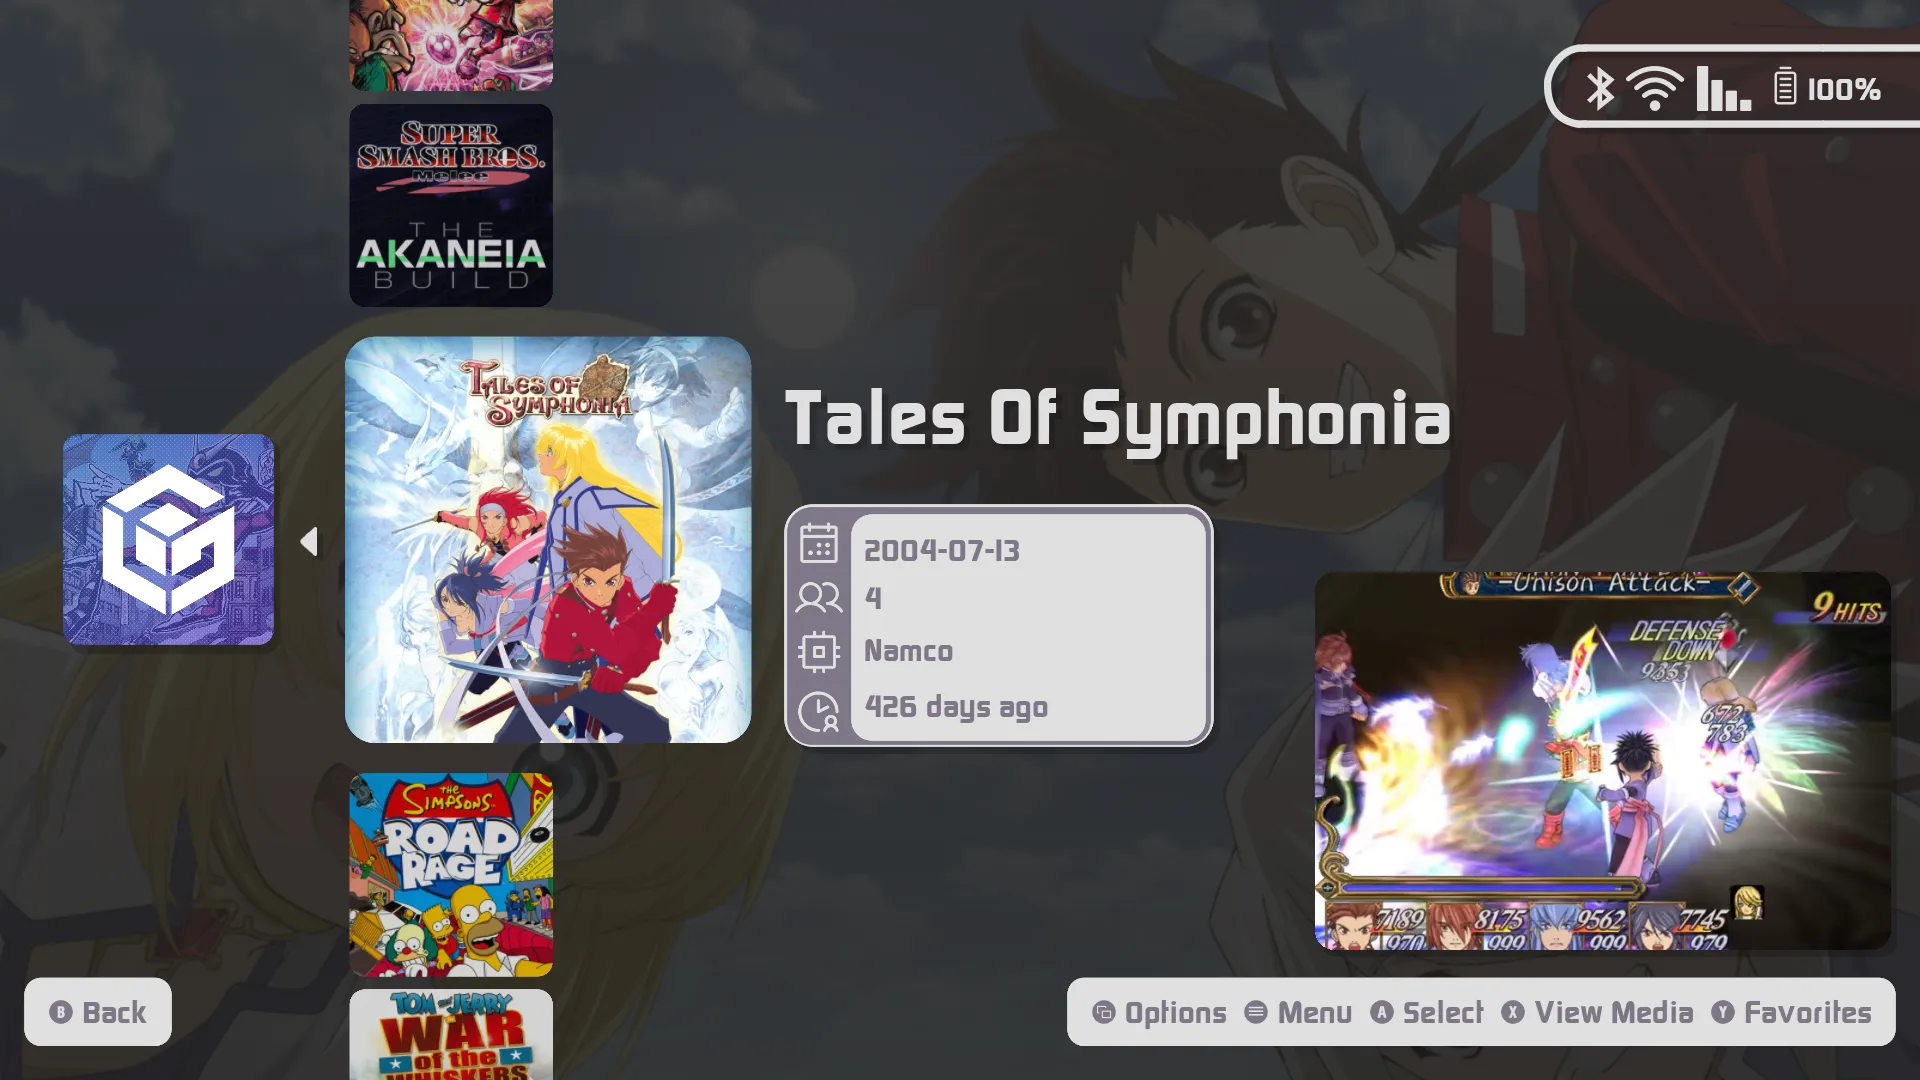 100%
SUPER
SMASH BROS.
Melee
THE
AKANEIA
BUILD
TALES OF
SYMPHONIA
Tales Of Symphonia
2004-07-13
4
Namco
426 days ago
-Unison Attack-
9 HITS
DEFENSE
DOWN
9353
672
783
7189 8175 9562 7745
970 999 999 979
THE
SIMPSONS
ROAD
RAGE
TOM AND JERRY
WAR
of the
WHISKERS
B Back
Options Menu A Select X View Media Y Favorites